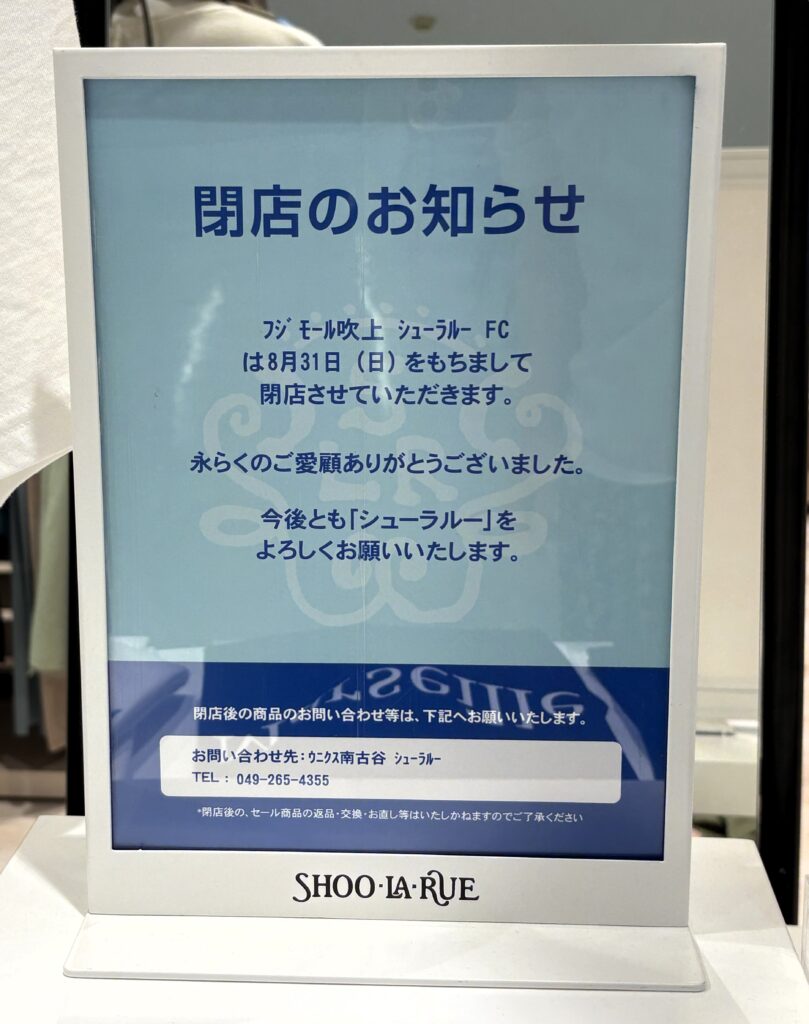 閉店のお知らせ
ﾌｼﾞﾓｰﾙ吹上 ｼｭｰﾗﾙｰ FC
は8月31日（日）をもちまして
閉店させていただきます。
永らくのご愛顧ありがとうございました。
今後とも「シューラルー」を
よろしくお願いいたします。
閉店後の商品のお問い合わせ等は、下記へお願いいたします。
お問い合わせ先：ｳﾆｸｽ南古谷 ｼｭｰﾗﾙｰ
TEL： 049-265-4355
*閉店後の、セール商品の返品・交換・お直し等はいたしかねますのでご了承ください
SHOO·LA·RUE